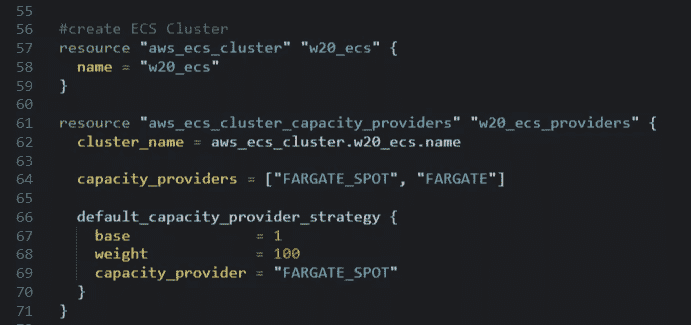 55
56 #create ECS Cluster
57 resource "aws_ecs_cluster" "w20_ecs" {
58   name = "w20_ecs"
59 }
60
61 resource "aws_ecs_cluster_capacity_providers" "w20_ecs_providers" {
62   cluster_name = aws_ecs_cluster.w20_ecs.name
63
64   capacity_providers = ["FARGATE_SPOT", "FARGATE"]
65
66   default_capacity_provider_strategy {
67     base              = 1
68     weight            = 100
69     capacity_provider = "FARGATE_SPOT"
70   }
71 }